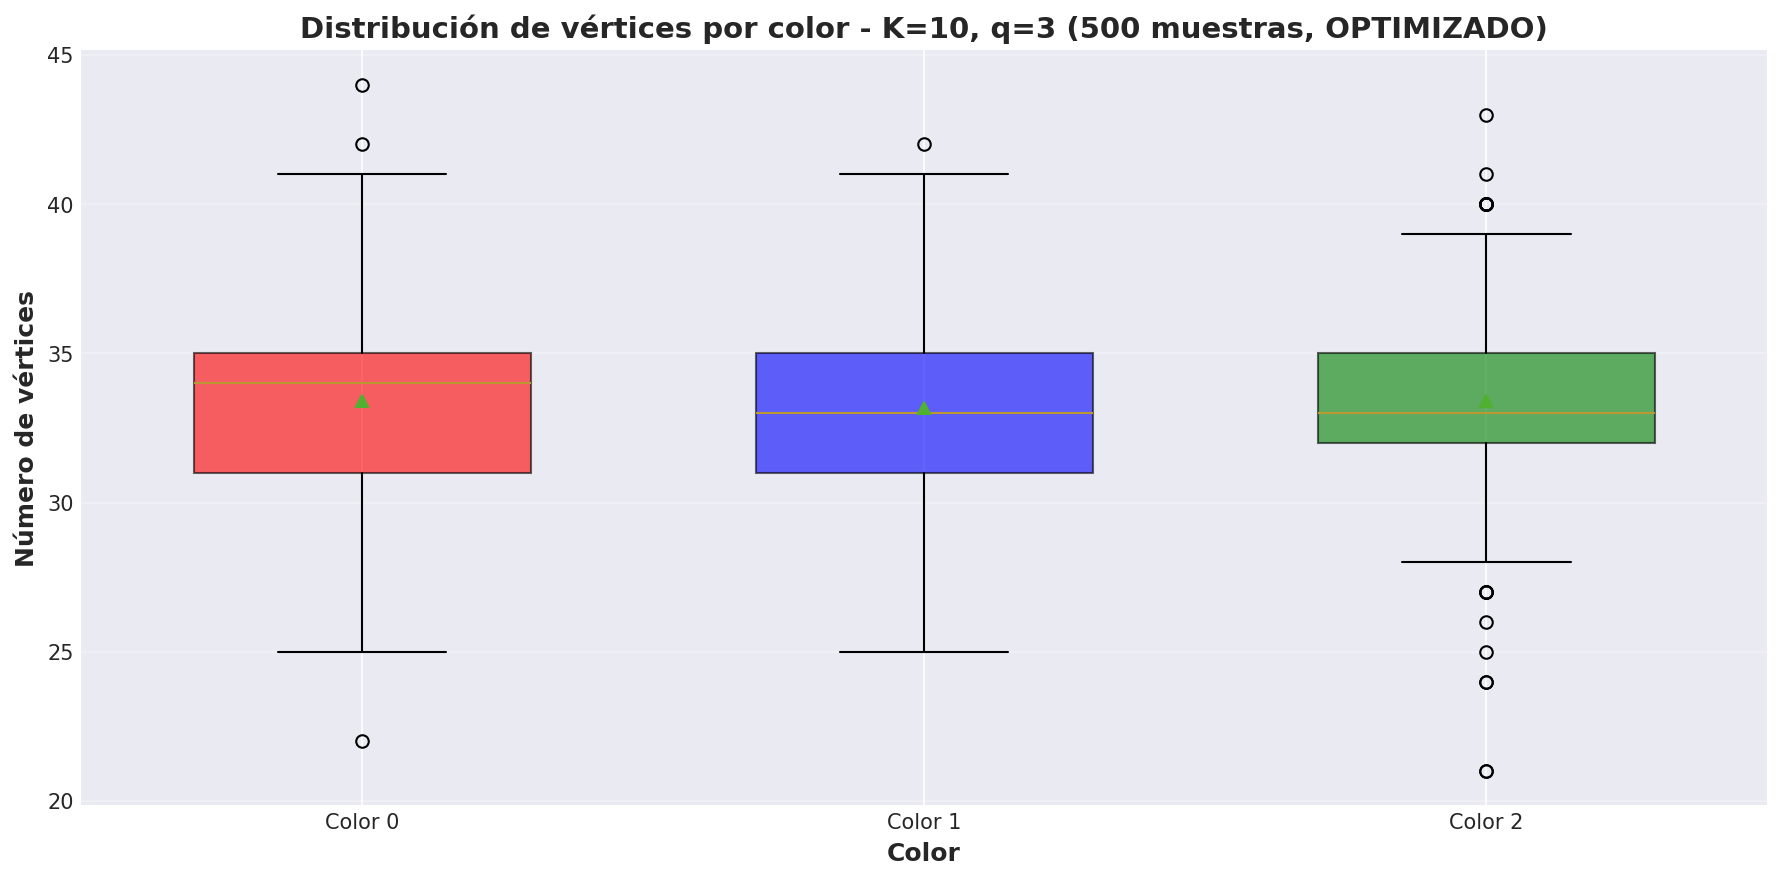 Distribución de vértices por color - K=10, q=3 (500 muestras, OPTIMIZADO)
Número de vértices
45
40
35
30
25
20
Color 0
Color 1
Color 2
Color